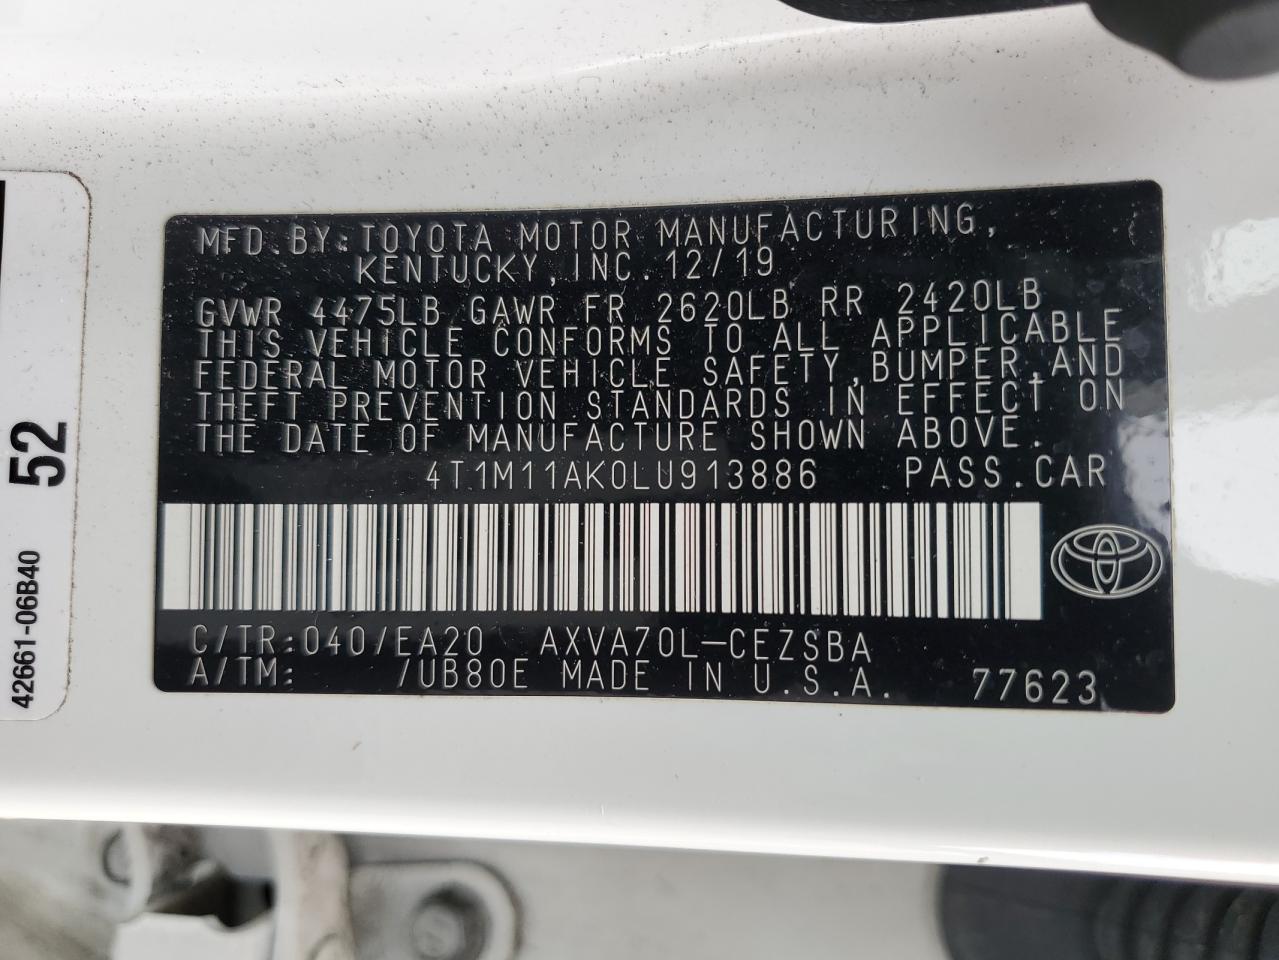 MFD.BY:TOYOTA MOTOR MANUFACTURING,
KENTUCKY,INC.12/19
GVWR 4475LB GAWR FR 2620LB RR 2420LB
THIS VEHICLE CONFORMS TO ALL APPLICABLE
FEDERAL MOTOR VEHICLE SAFETY,BUMPER,AND
THEFT PREVENTION STANDARDS IN EFFECT ON
THE DATE OF MANUFACTURE SHOWN ABOVE.
4T1M11AK0LU913886 PASS.CAR
C/TR:040/EA20 AXVA70L-CEZSBA
A/TM: /UB80E MADE IN U.S.A. 77623
52
42661-06B40